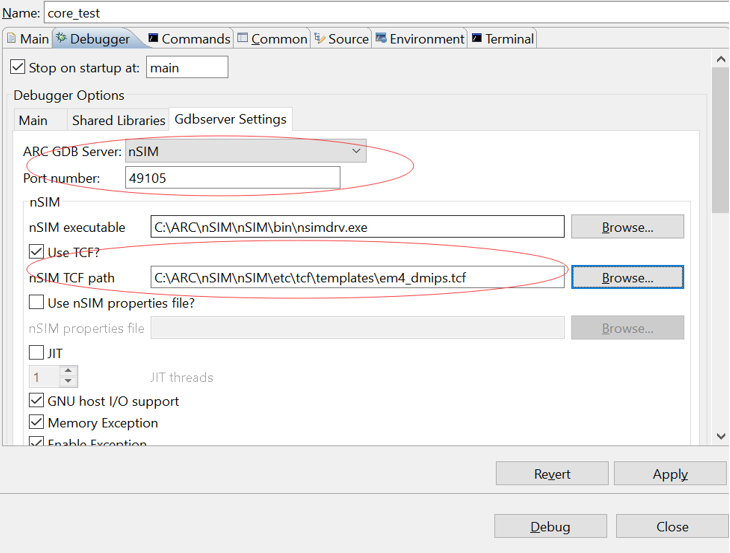 Name: core_test
Main Debugger Commands Common Source Environment Terminal
Stop on startup at: main
Debugger Options
Main Shared Libraries Gdbserver Settings
ARC GDB Server: nSIM
Port number: 49105
nSIM
nSIM executable C:\ARC\nSIM\nSIM\bin\nsimdrv.exe Browse...
Use TCF?
nSIM TCF path C:\ARC\nSIM\nSIM\etc\tcf\templates\em4_dmips.tcf Browse...
Use nSIM properties file?
nSIM properties file Browse...
JIT
1 JIT threads
GNU host I/O support
Memory Exception
Enable Exception
Revert Apply
Debug Close